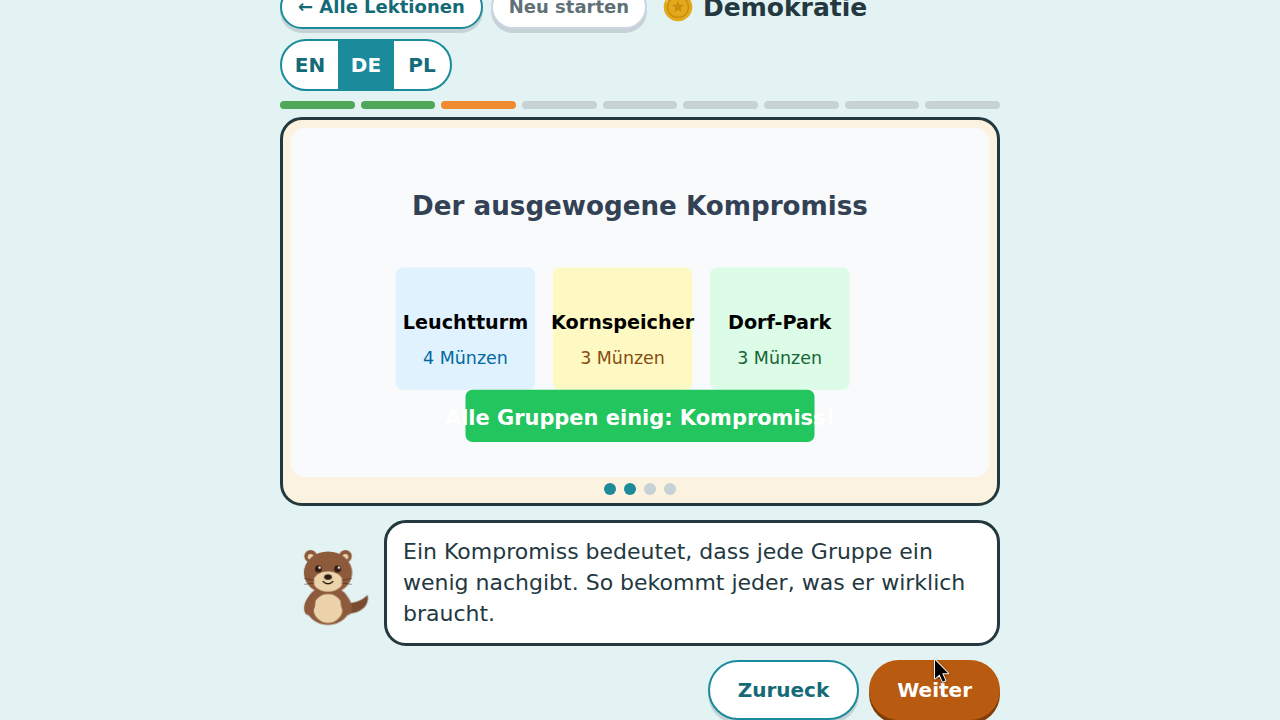 ← Alle Lektionen
Neu starten
Demokratie
EN DE PL
Der ausgewogene Kompromiss
Leuchtturm
4 Münzen
Kornspeicher
3 Münzen
Dorf-Park
3 Münzen
Alle Gruppen einig: Kompromiss!
Ein Kompromiss bedeutet, dass jede Gruppe ein
wenig nachgibt. So bekommt jeder, was er wirklich
braucht.
Zurueck
Weiter